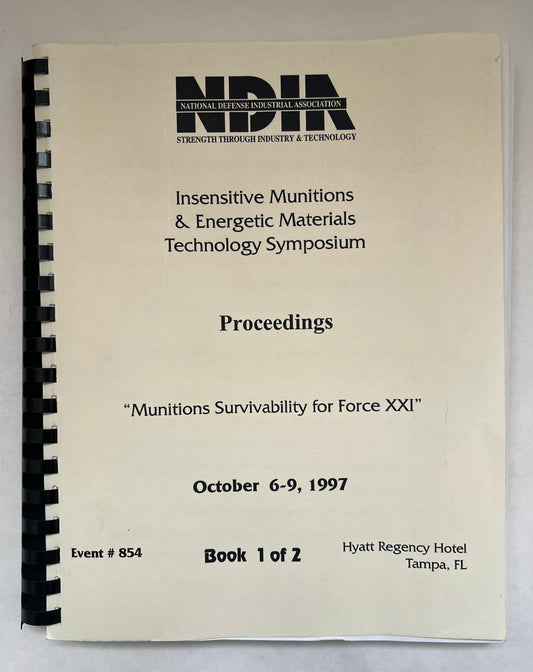 NDIA
NATIONAL DEFENSE INDUSTRIAL ASSOCIATION
STRENGTH THROUGH INDUSTRY & TECHNOLOGY
Insensitive Munitions
& Energetic Materials
Technology Symposium
Proceedings
“Munitions Survivability for Force XXI”
October 6-9, 1997
Event # 854
Book 1 of 2
Hyatt Regency Hotel
Tampa, FL